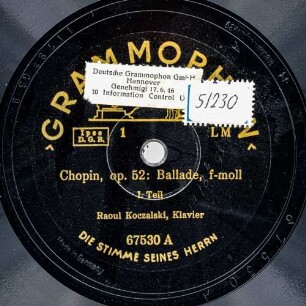 GRAMMOPHON
Deutsche Grammophon GmbH
Hannover
Genehmigt 17.6.46
10 Information Control U
51230
D.G.B.
1
LM
Chopin, op. 52: Ballade, f-moll
1. Teil
Raoul Koczalski, Klavier
67530 A
DIE STIMME SEINES HERRN